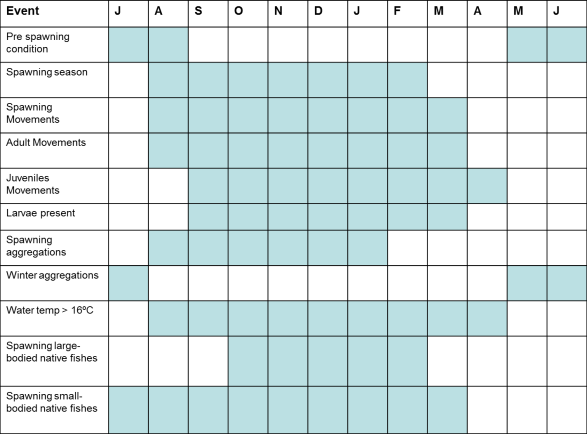 Event J A S O N D J F M A M J
Pre spawning
condition
Spawning season
Spawning
Movements
Adult Movements
Juveniles
Movements
Larvae present
Spawning
aggregations
Winter aggregations
Water temp > 16ºC
Spawning large-
bodied native fishes
Spawning small-
bodied native fishes